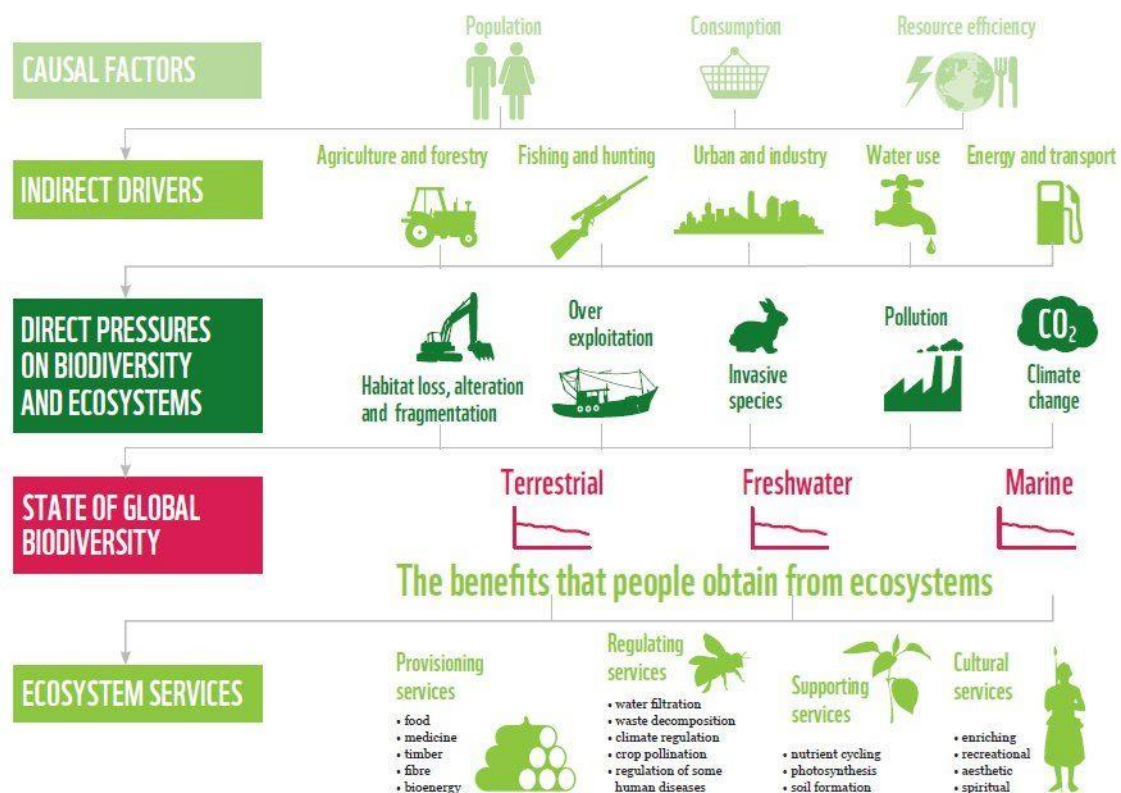 CAUSAL FACTORS
Population
Consumption
Resource efficiency
INDIRECT DRIVERS
Agriculture and forestry
Fishing and hunting
Urban and industry
Water use
Energy and transport
DIRECT PRESSURES
ON BIODIVERSITY
AND ECOSYSTEMS
Habitat loss, alteration
and fragmentation
Over
exploitation
Invasive
species
Pollution
CO2
Climate
change
STATE OF GLOBAL
BIODIVERSITY
Terrestrial
Freshwater
Marine
The benefits that people obtain from ecosystems
ECOSYSTEM SERVICES
Provisioning
services
• food
• medicine
• timber
• fibre
• bioenergy
Regulating
services
• water filtration
• waste decomposition
• climate regulation
• crop pollination
• regulation of some
human diseases
Supporting
services
• nutrient cycling
• photosynthesis
• soil formation
Cultural
services
• enriching
• recreational
• aesthetic
• spiritual